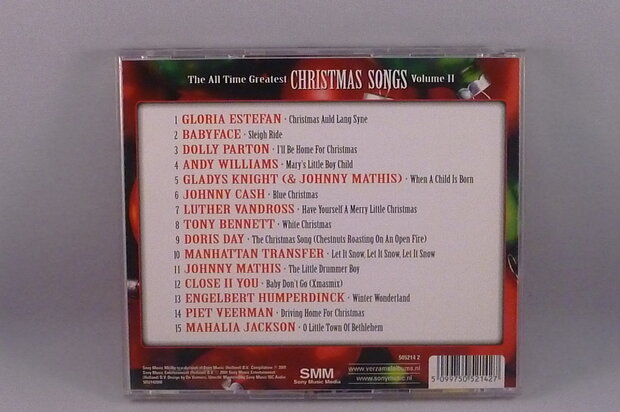 The All Time Greatest CHRISTMAS SONGS Volume II
1 GLORIA ESTEFAN · Christmas Auld Lang Syne
2 BABYFACE · Sleigh Ride
3 DOLLY PARTON · I'll Be Home For Christmas
4 ANDY WILLIAMS · Mary's Little Boy Child
5 GLADYS KNIGHT (& JOHNNY MATHIS) · When A Child Is Born
6 JOHNNY CASH · Blue Christmas
7 LUTHER VANDROSS · Have Yourself A Merry Little Christmas
8 TONY BENNETT · White Christmas
9 DORIS DAY · The Christmas Song (Chestnuts Roasting On An Open Fire)
10 MANHATTAN TRANSFER · Let It Snow, Let It Snow, Let It Snow
11 JOHNNY MATHIS · The Little Drummer Boy
12 CLOSE II YOU · Baby Don't Go (Xmasmix)
13 ENGELBERT HUMPERDINCK · Winter Wonderland
14 PIET VEERMAN · Driving Home For Christmas
15 MAHALIA JACKSON · O Little Town Of Bethlehem
SMM
Sony Music Media
www.verzamelalbums.nl
www.sonymusic.nl
505214 2
5 099750 521427